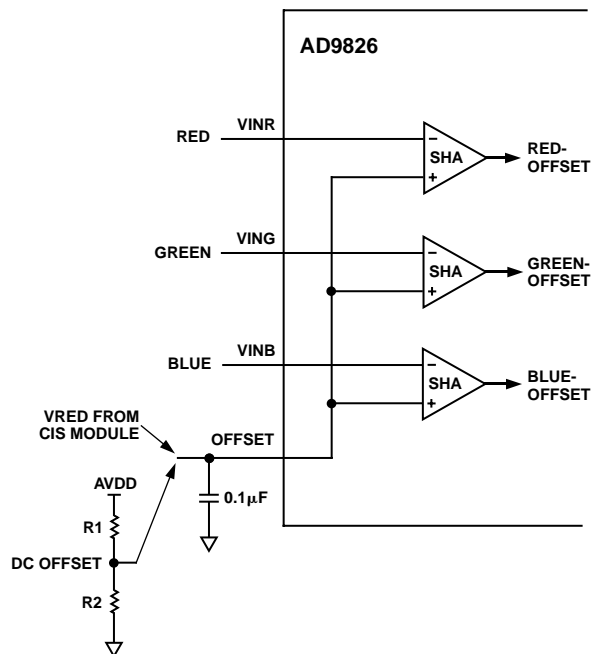 AD9826
VINR
RED
−
SHA
+
RED-
OFFSET
VING
GREEN
−
SHA
+
GREEN-
OFFSET
VINB
BLUE
−
SHA
+
BLUE-
OFFSET
VRED FROM
CIS MODULE
OFFSET
AVDD
0.1μF
R1
DC OFFSET
R2